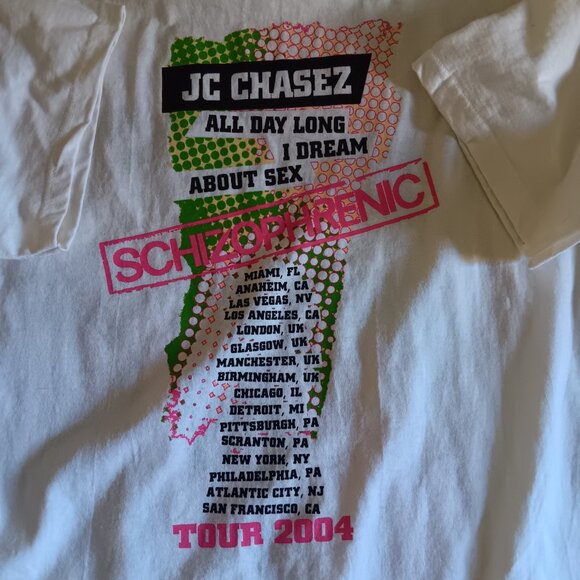 JC CHASEZ
ALL DAY LONG
I DREAM
ABOUT SEX
SCHIZOPHRENIC
MIAMI, FL
ANAHEIM, CA
LAS VEGAS, NV
LOS ANGELES, CA
LONDON, UK
GLASGOW, UK
MANCHESTER, UK
BIRMINGHAM, UK
CHICAGO, IL
DETROIT, MI
PITTSBURGH, PA
SCRANTON, PA
NEW YORK, NY
PHILADELPHIA, PA
ATLANTIC CITY, NJ
SAN FRANCISCO, CA
TOUR 2004